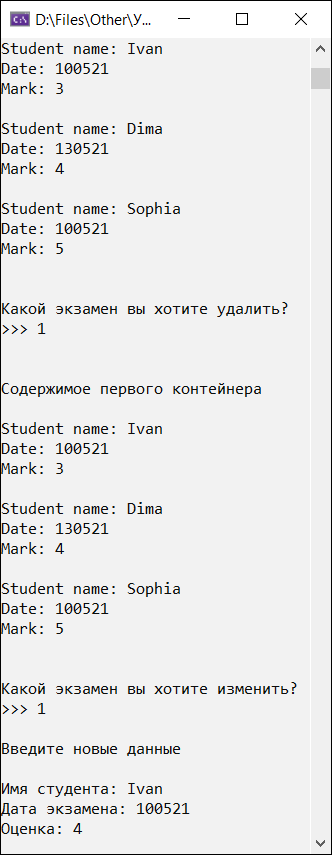 D:\Files\Other\У...
Student name: Ivan
Date: 100521
Mark: 3
Student name: Dima
Date: 130521
Mark: 4
Student name: Sophia
Date: 100521
Mark: 5
Какой экзамен вы хотите удалить?
>>> 1
Содержимое первого контейнера
Student name: Ivan
Date: 100521
Mark: 3
Student name: Dima
Date: 130521
Mark: 4
Student name: Sophia
Date: 100521
Mark: 5
Какой экзамен вы хотите изменить?
>>> 1
Введите новые данные
Имя студента: Ivan
Дата экзамена: 100521
Оценка: 4